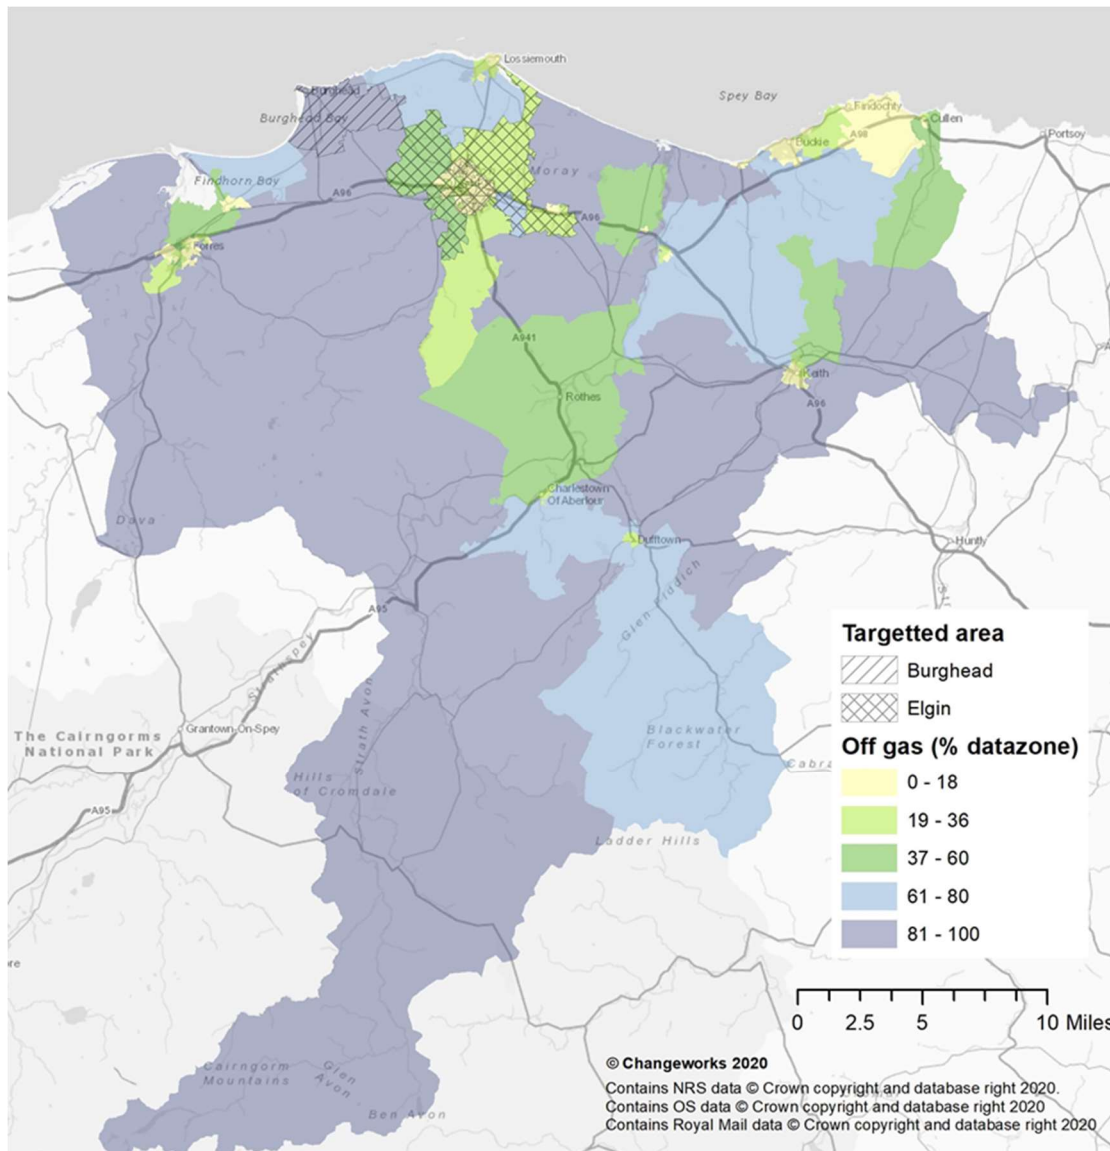 Lossiemouth
Burghead
Spey Bay
Findochty
Burghead Bay
Cullen
A98
Portsoy
Buckie
Moray
Findhorn Bay
A96
A96
Forres
A941
Keith
Rothes
A96
Charlestown
Of Aberlour
Dava
Dufftown
Huntly
Glen Fiddich
A95
Strathspey
Strath Avon
Grantown-On-Spey
The Cairngorms
National Park
Blackwater
Forest
Cabra
Hills
of Cromdale
A95
Ladder Hills
Targetted area
Burghead
Elgin
Off gas (% datazone)
0 - 18
19 - 36
37 - 60
61 - 80
81 - 100
0 2.5 5 10 Miles
Cairngorm
Mountains
Glen
Avon
Ben Avon
© Changeworks 2020
Contains NRS data © Crown copyright and database right 2020.
Contains OS data © Crown copyright and database right 2020
Contains Royal Mail data © Crown copyright and database right 2020